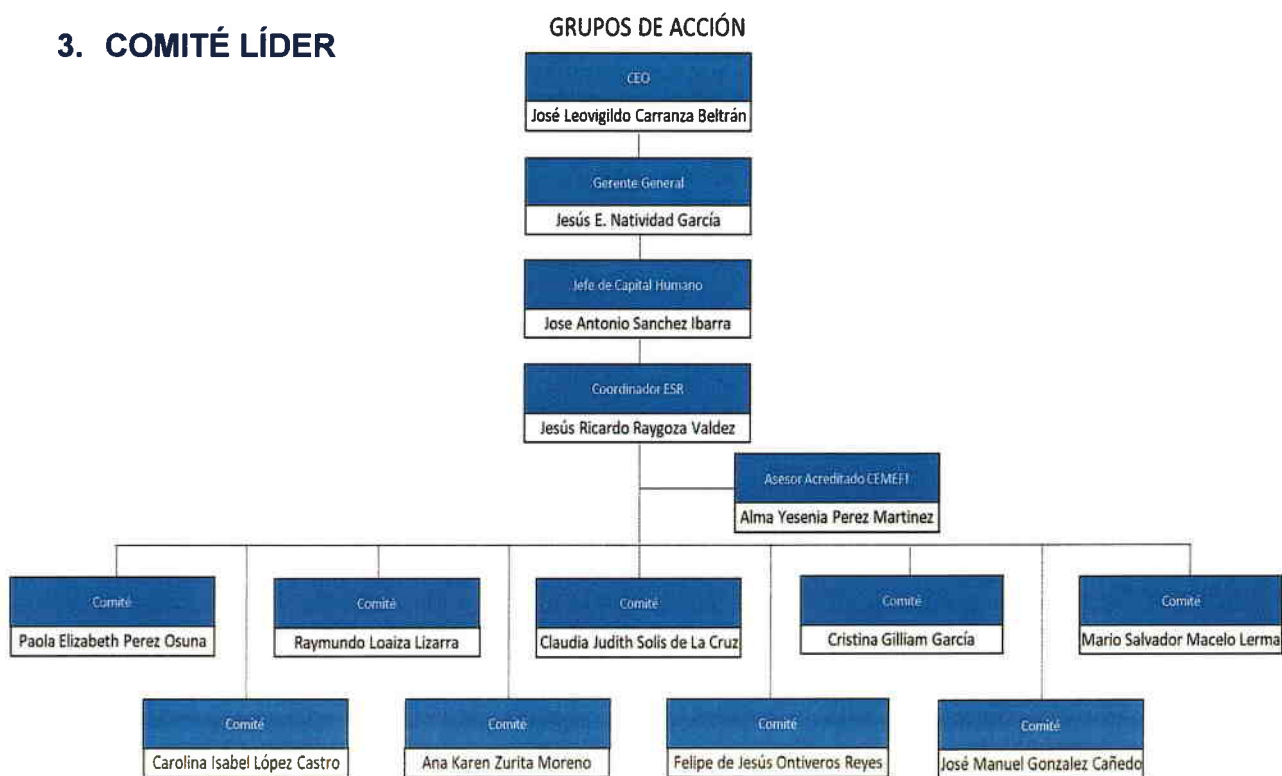 3. COMITÉ LÍDER
GRUPOS DE ACCIÓN
CEO
José Leovigildo Carranza Beltrán
Gerente General
Jesús E. Natividad García
Jefe de Capital Humano
Jose Antonio Sanchez Ibarra
Coordinador ESR
Jesús Ricardo Raygoza Valdez
Asesor Acreditado CEMEFI
Alma Yesenia Perez Martinez
Comité
Paola Elizabeth Perez Osuna
Comité
Raymundo Loaiza Lizarra
Comité
Claudia Judith Solis de La Cruz
Comité
Cristina Gilliam García
Comité
Mario Salvador Macelo Lerma
Comité
Carolina Isabel López Castro
Comité
Ana Karen Zurita Moreno
Comité
Felipe de Jesús Ontiveros Reyes
Comité
José Manuel Gonzalez Cañedo